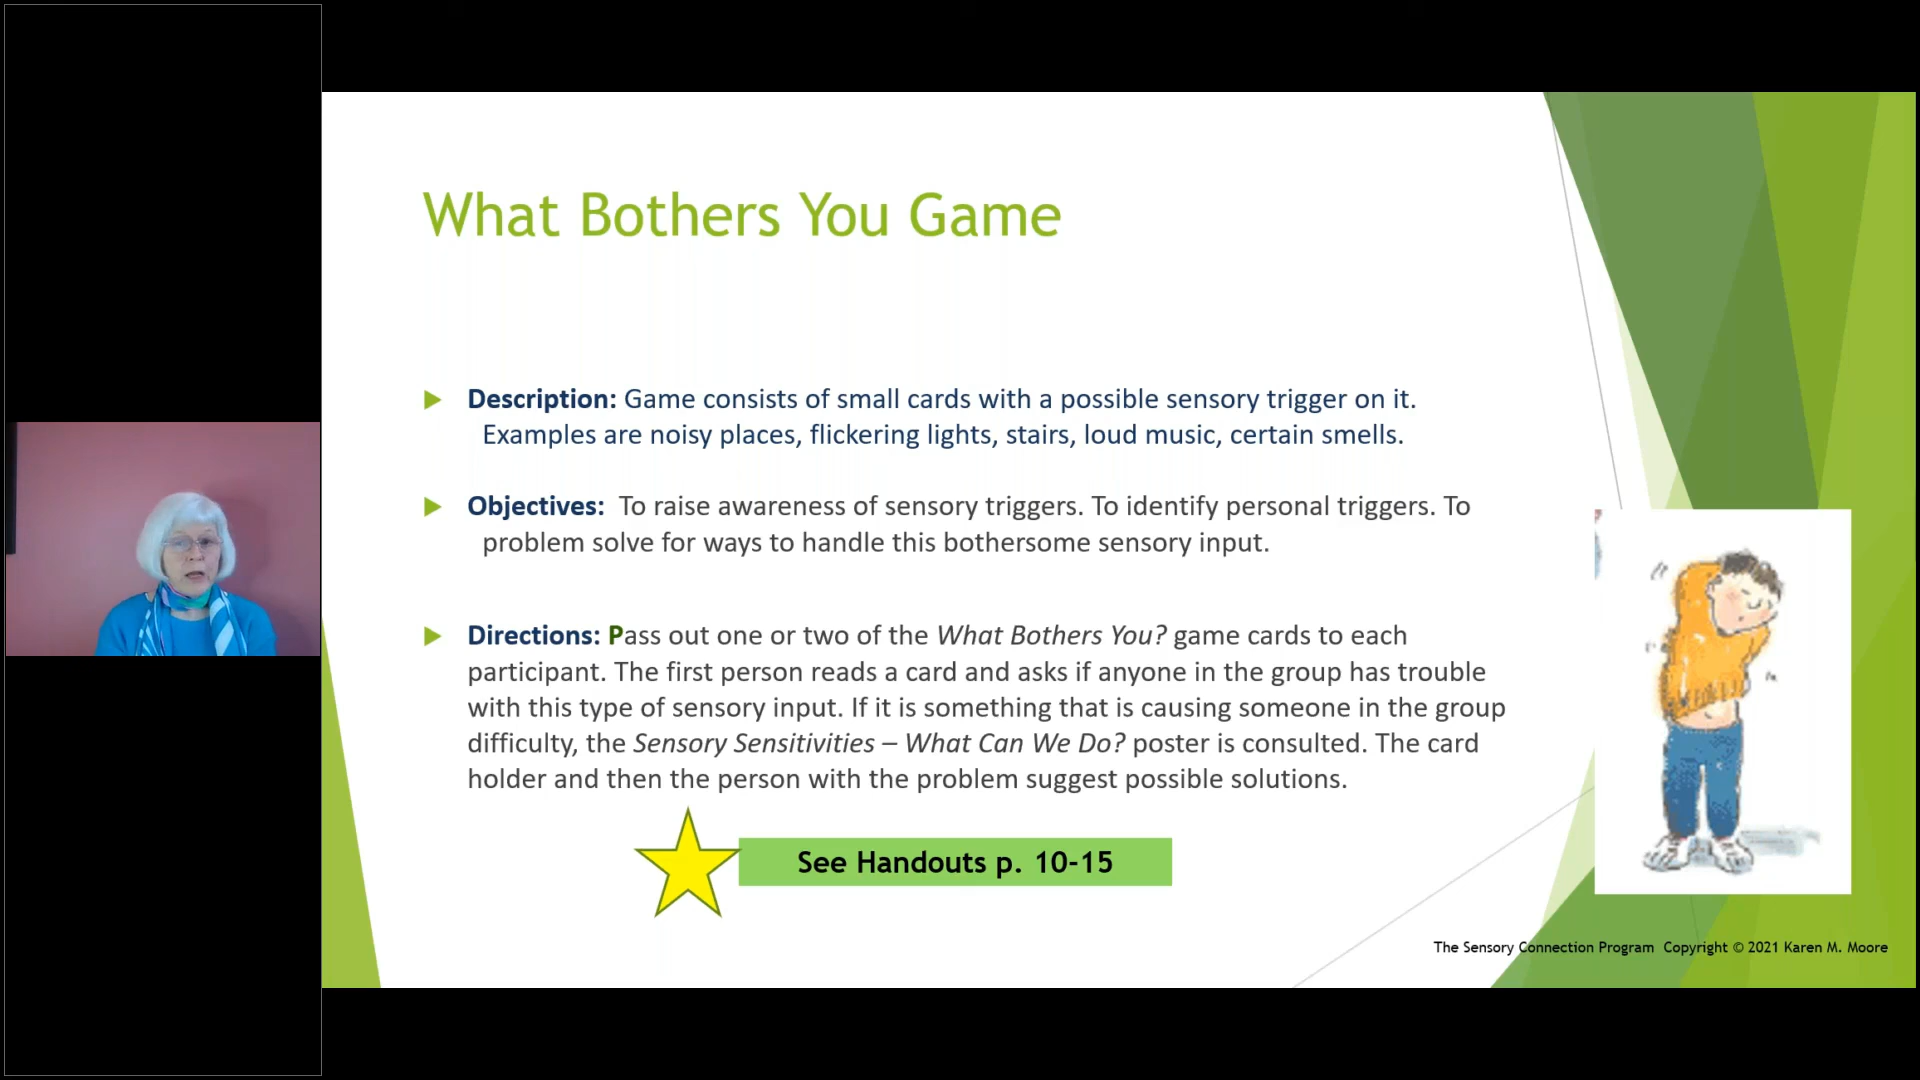 What Bothers You Game
Description: Game consists of small cards with a possible sensory trigger on it.
Examples are noisy places, flickering lights, stairs, loud music, certain smells.
Objectives: To raise awareness of sensory triggers. To identify personal triggers. To
problem solve for ways to handle this bothersome sensory input.
Directions: Pass out one or two of the What Bothers You? game cards to each
participant. The first person reads a card and asks if anyone in the group has trouble
with this type of sensory input. If it is something that is causing someone in the group
difficulty, the Sensory Sensitivities – What Can We Do? poster is consulted. The card
holder and then the person with the problem suggest possible solutions.
See Handouts p. 10-15
The Sensory Connection Program Copyright © 2021 Karen M. Moore